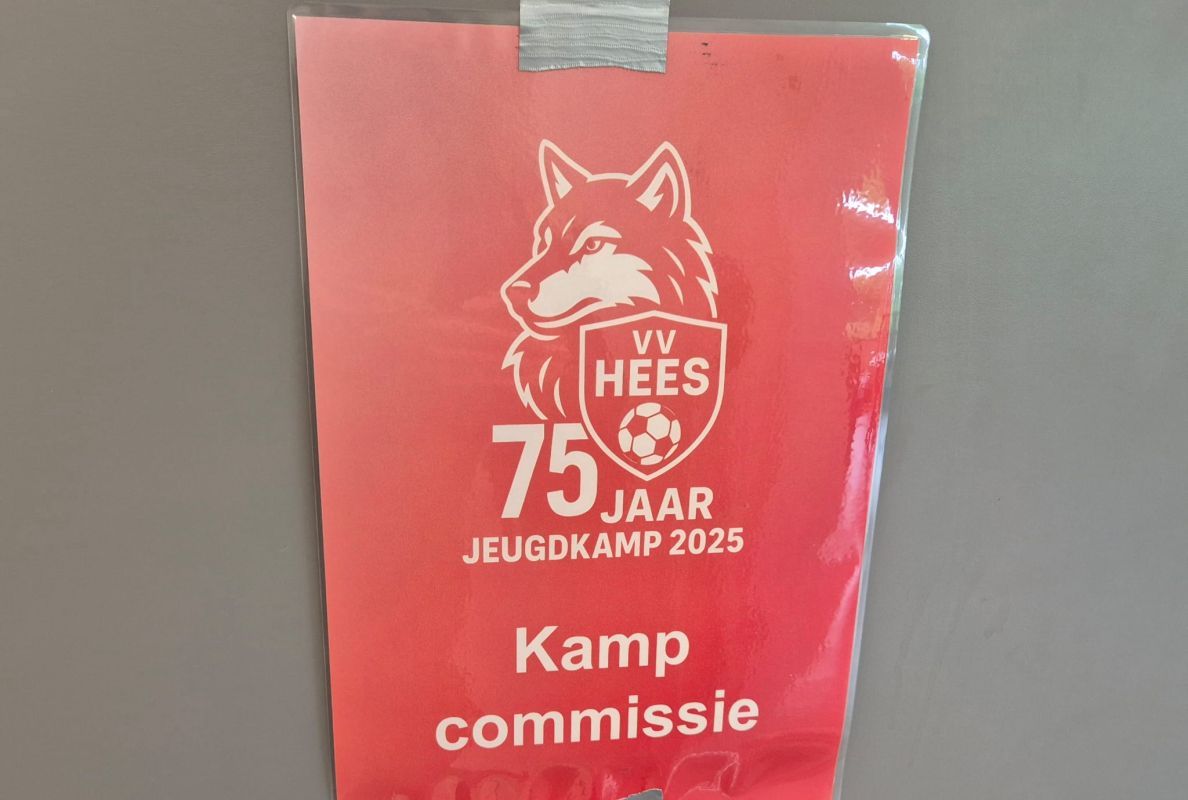 VV
HEES
75 JAAR
JEUGDKAMP 2025
Kamp
commissie